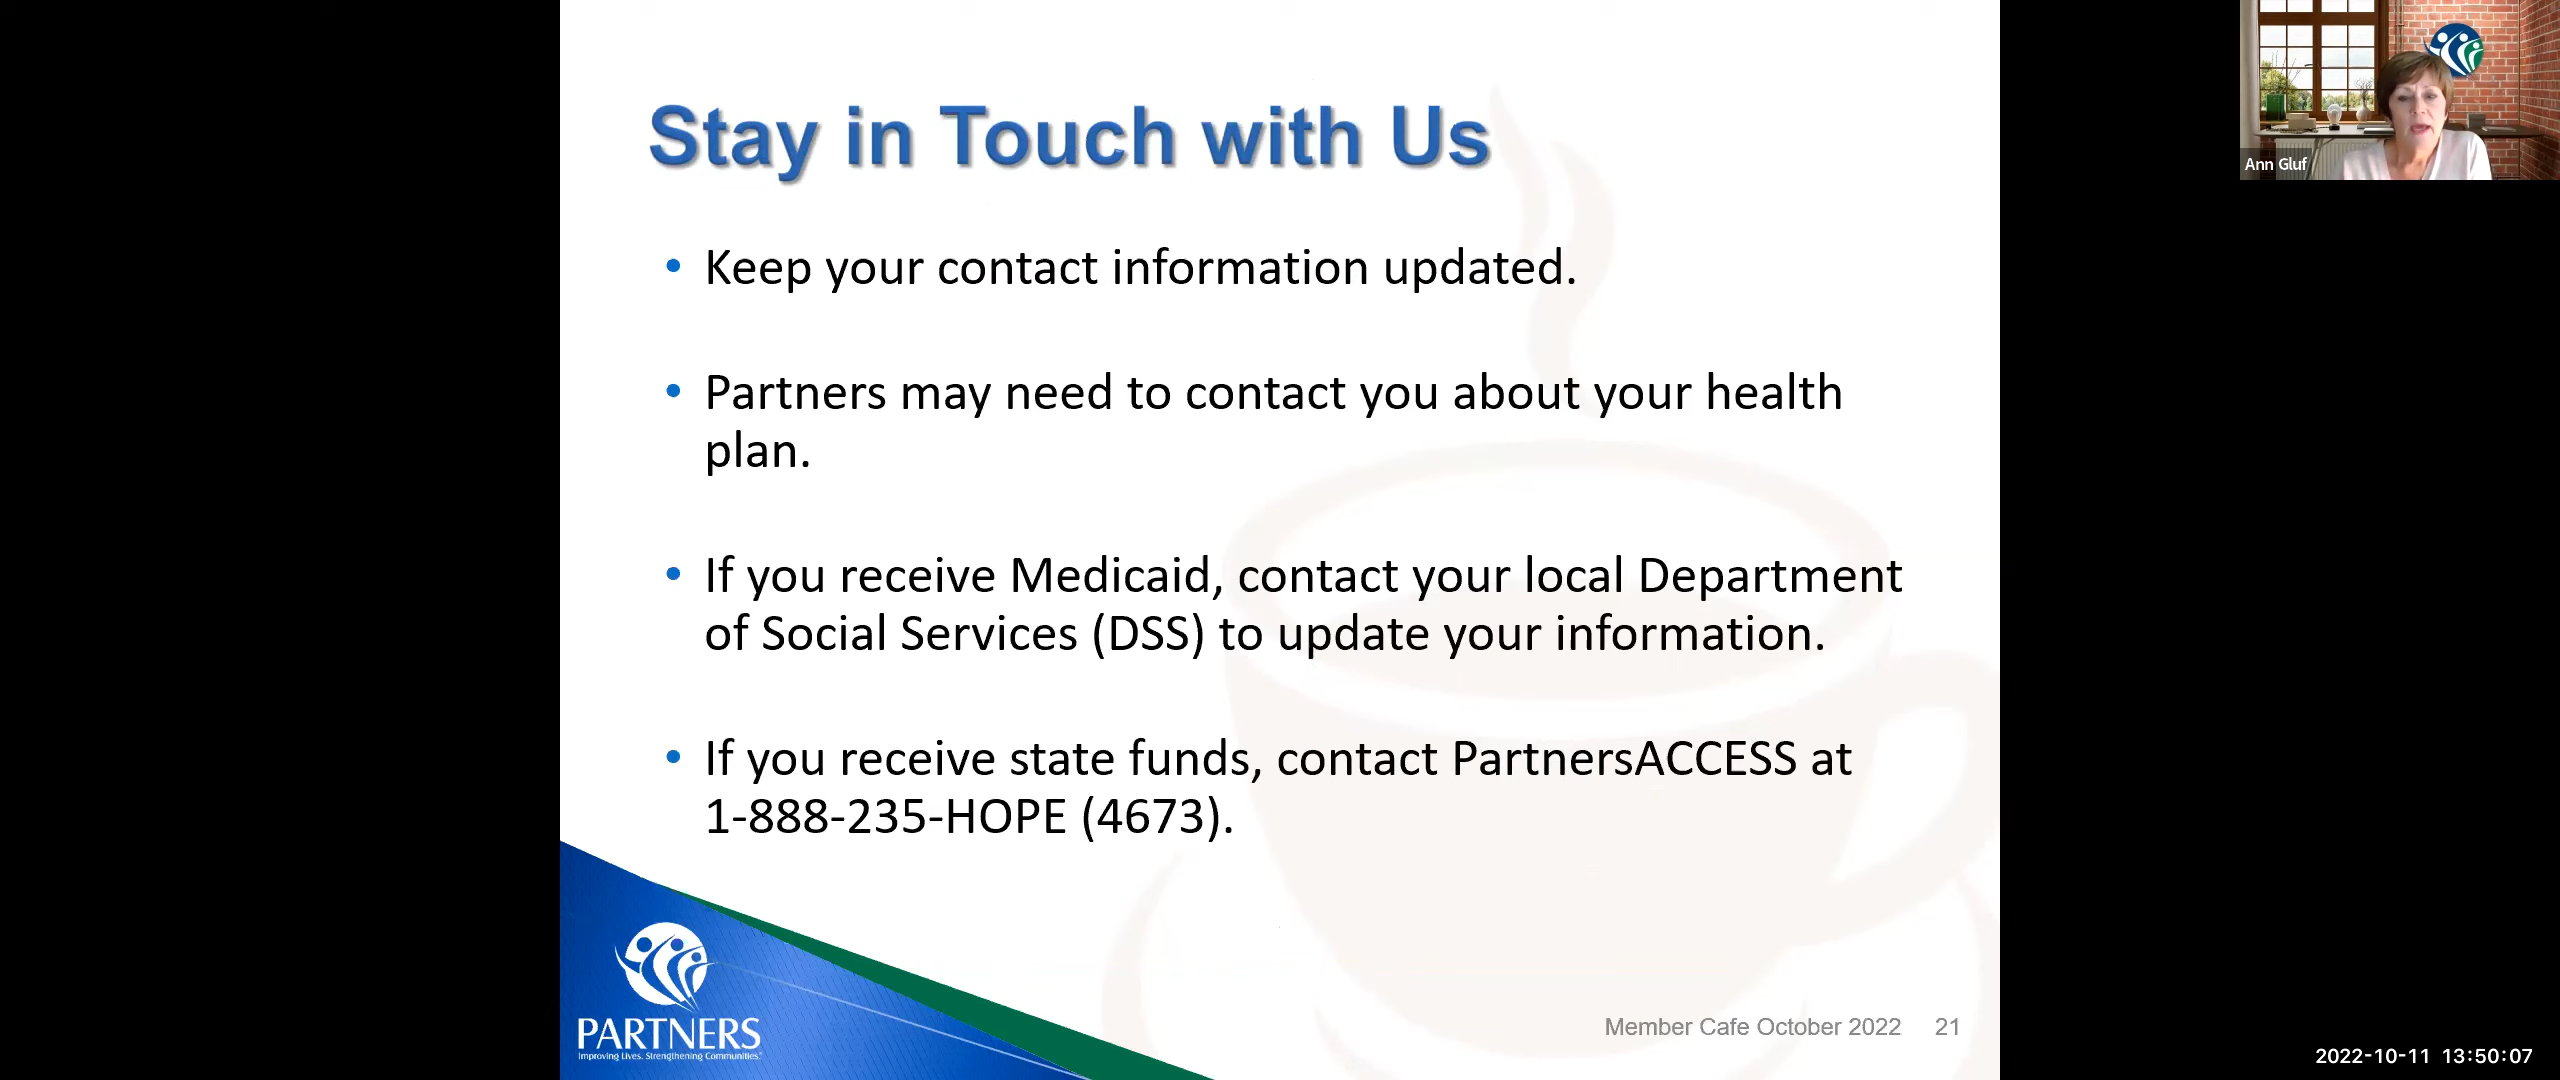 Stay in Touch with Us
• Keep your contact information updated.
• Partners may need to contact you about your health
plan.
• If you receive Medicaid, contact your local Department
of Social Services (DSS) to update your information.
• If you receive state funds, contact PartnersACCESS at
1-888-235-HOPE (4673).
PARTNERS
Improving Lives. Strengthening Communities.
Member Cafe October 2022 21
Ann Gluf
2022-10-11 13:50:07